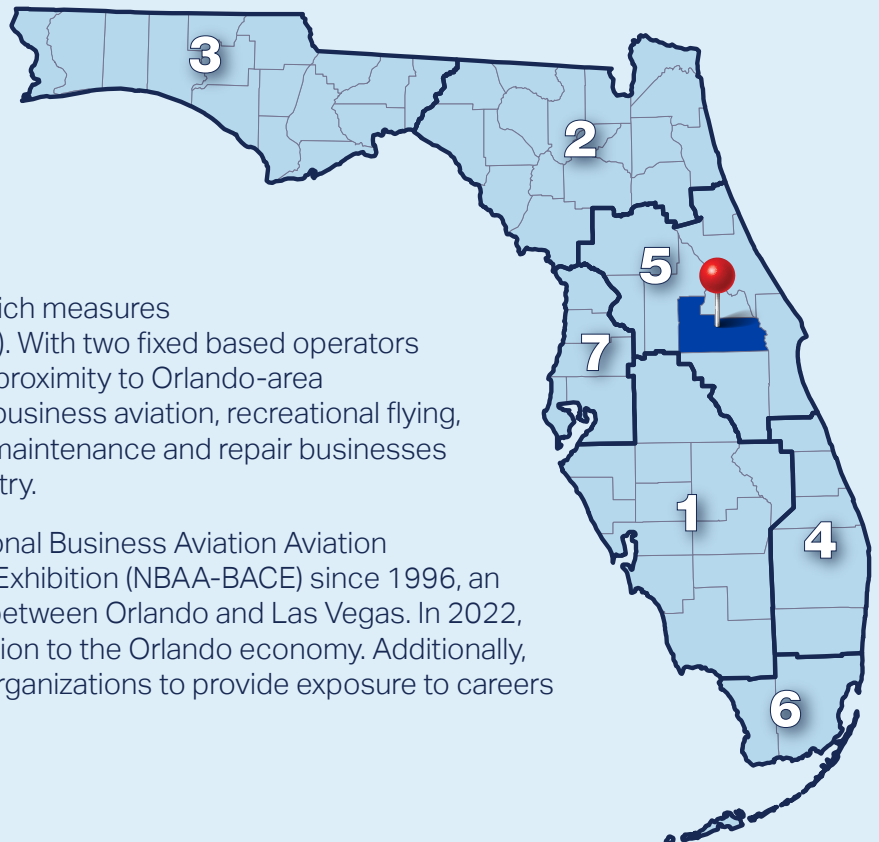 3
2
5
7
1
4
6
ich measures
). With two fixed based operators
proximity to Orlando-area
business aviation, recreational flying,
maintenance and repair businesses
try.
onal Business Aviation Aviation
Exhibition (NBAA-BACE) since 1996, an
between Orlando and Las Vegas. In 2022,
ion to the Orlando economy. Additionally,
organizations to provide exposure to careers